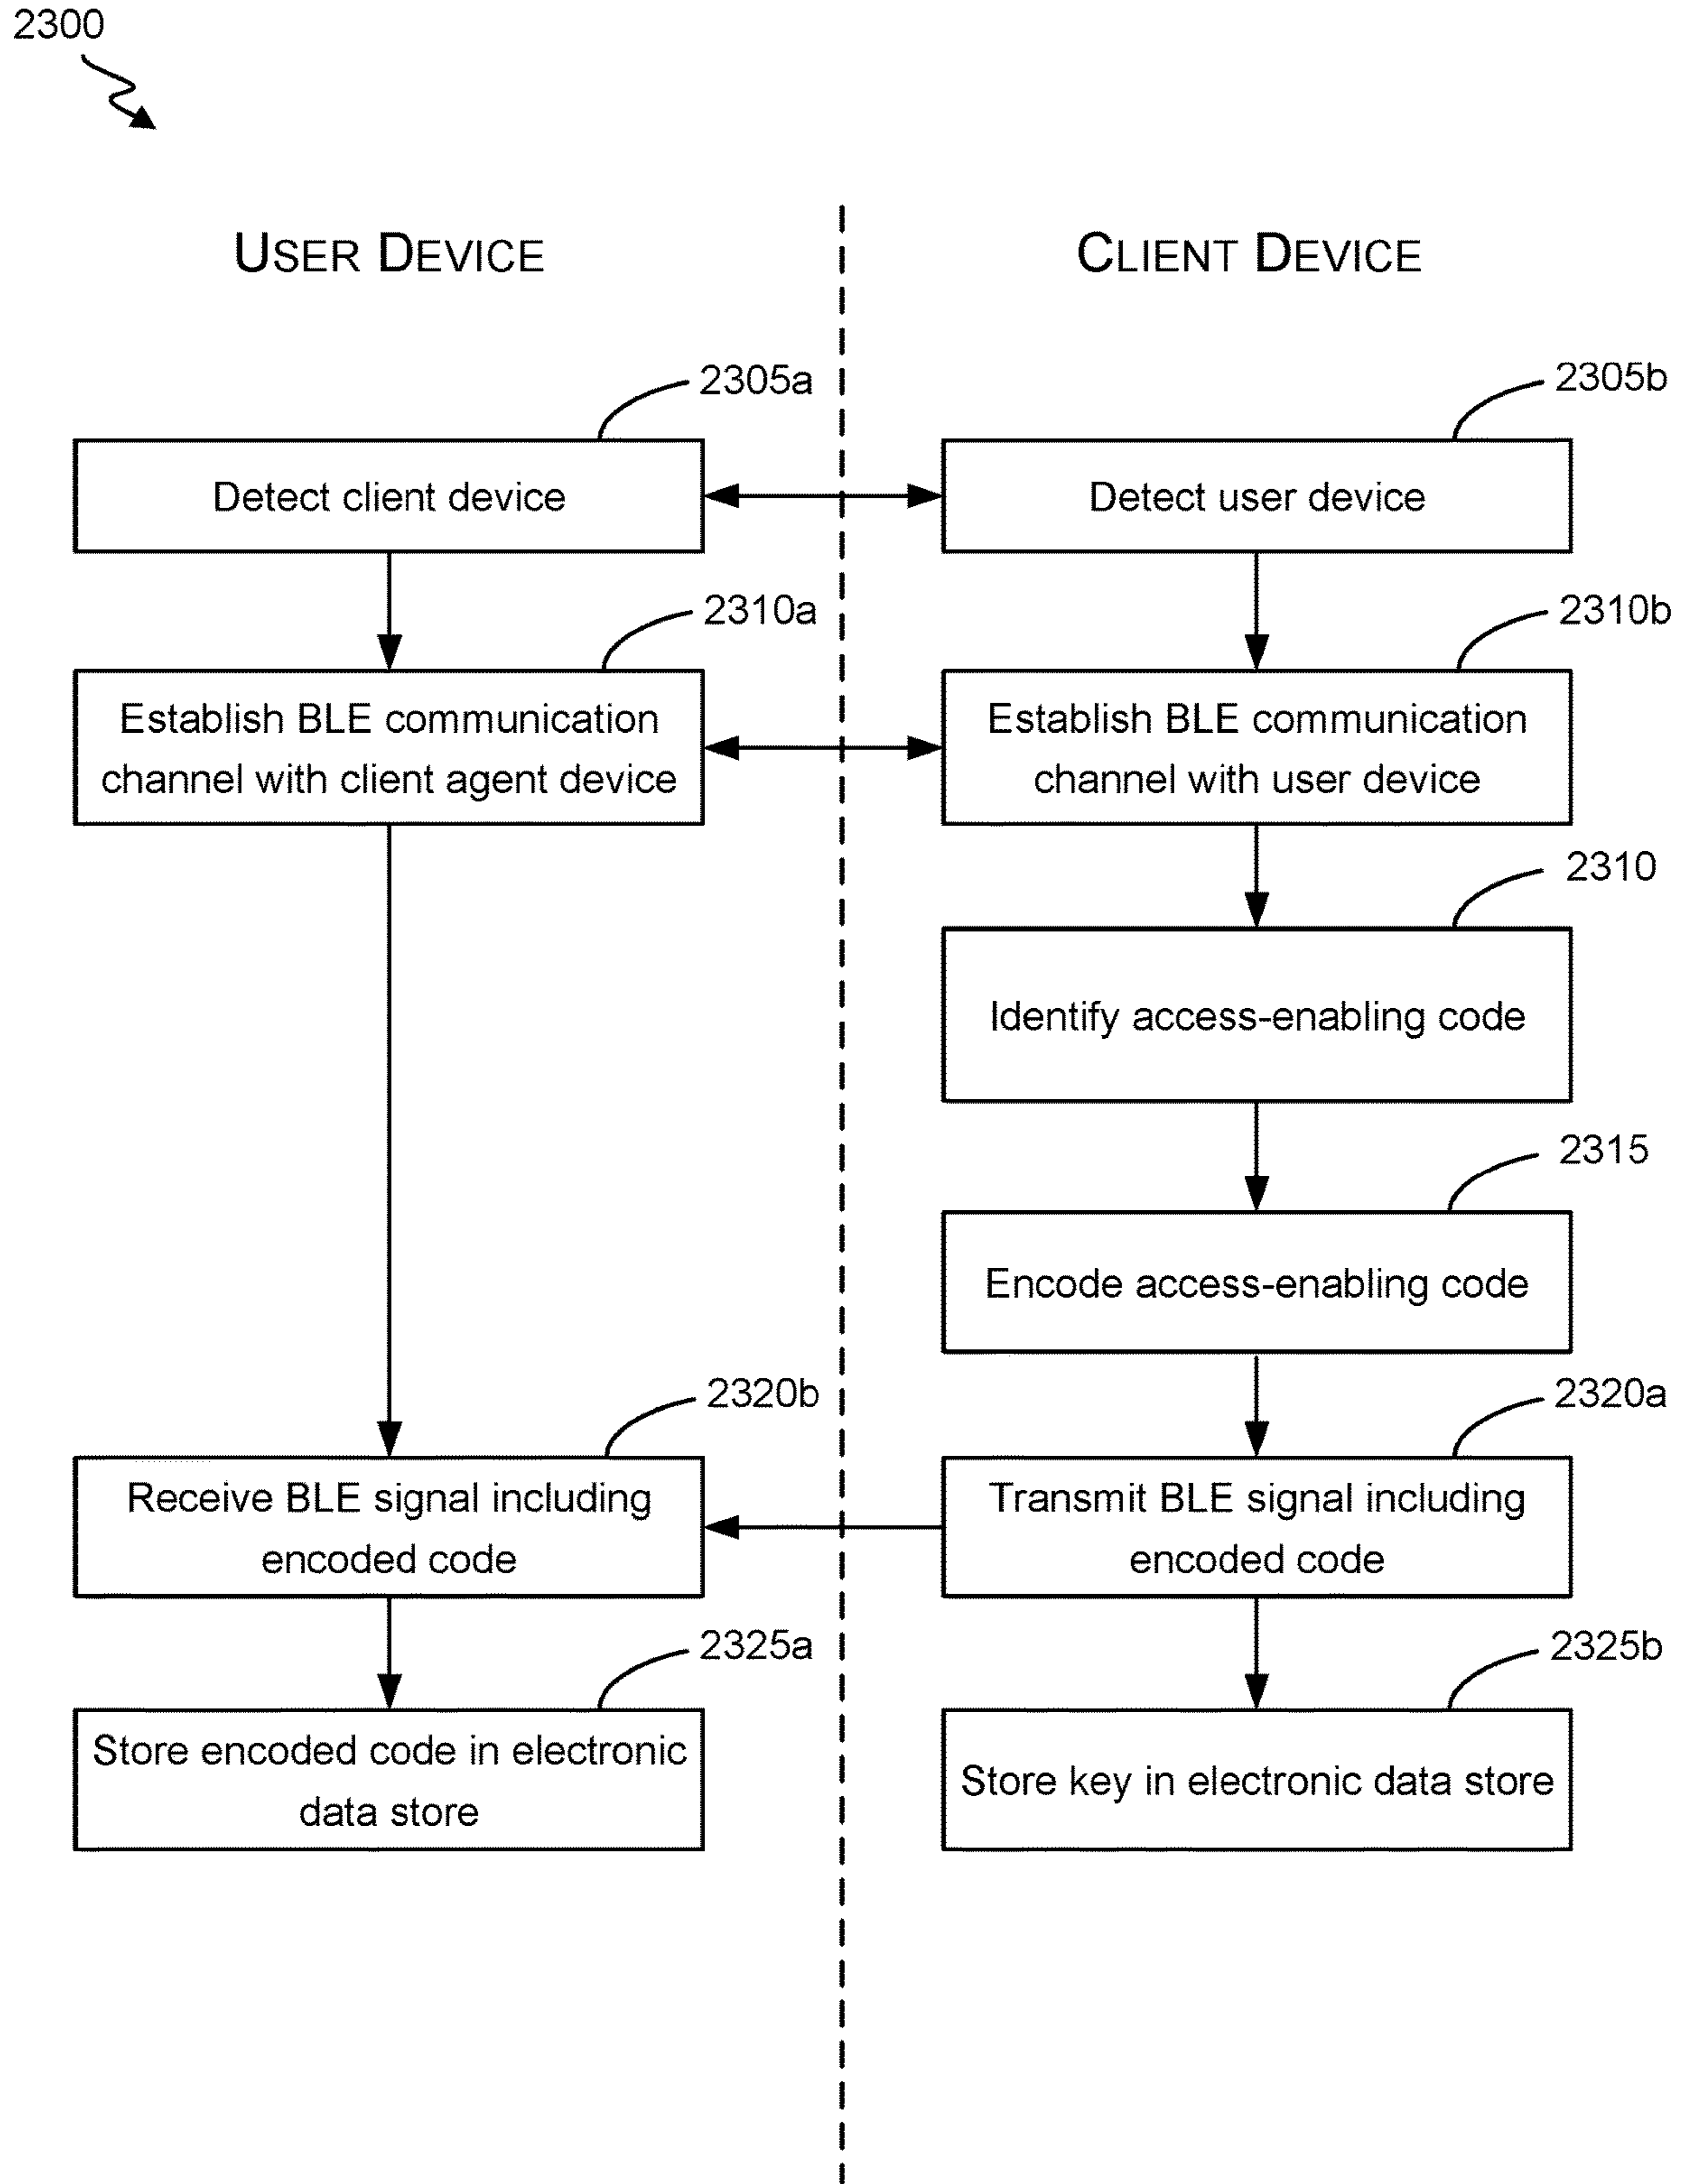 2300
USER DEVICE
CLIENT DEVICE
2305a
2305b
Detect client device
Detect user device
2310a
2310b
Establish BLE communication
channel with client agent device
Establish BLE communication
channel with user device
2310
Identify access-enabling code
2315
Encode access-enabling code
2320b
2320a
Receive BLE signal including
encoded code
Transmit BLE signal including
encoded code
2325a
2325b
Store encoded code in electronic
data store
Store key in electronic data store